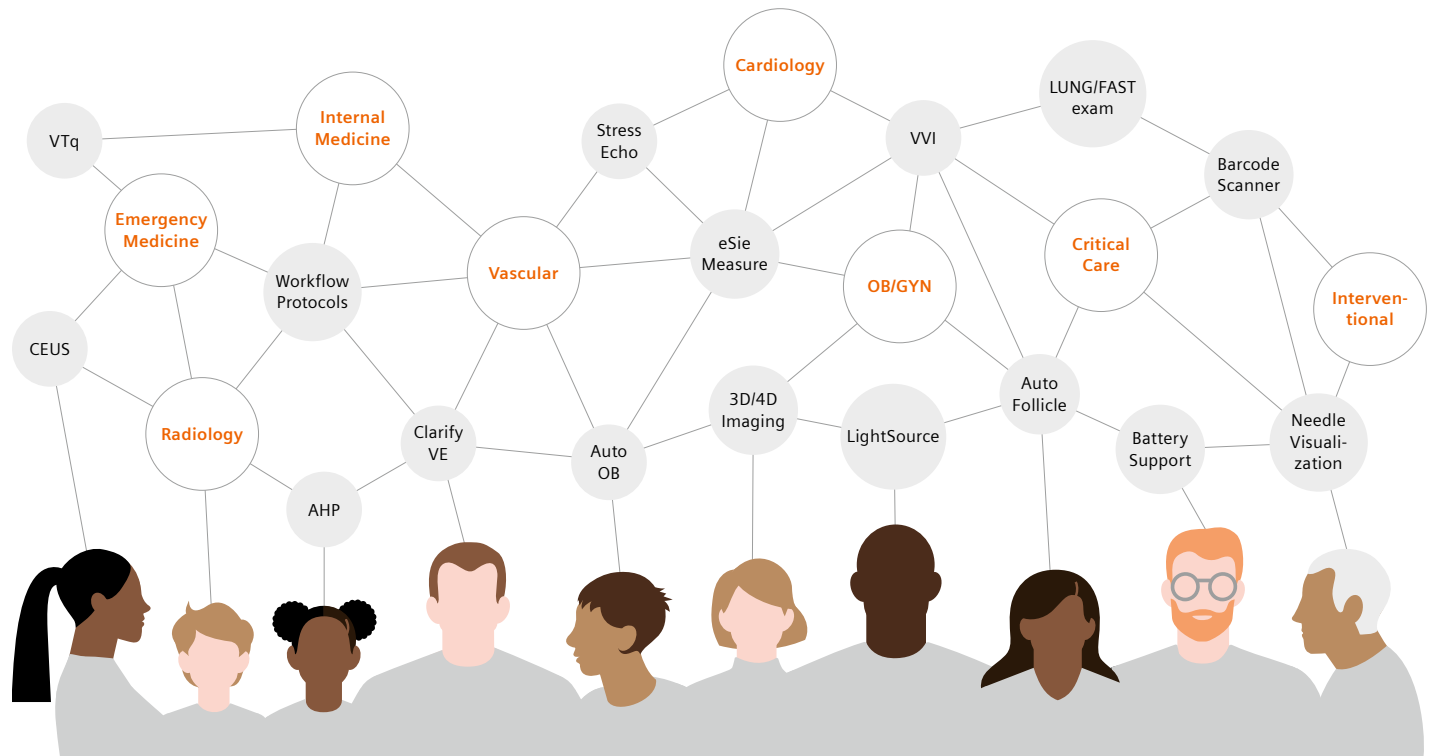 Cardiology
LUNG/FAST
exam
Internal
Medicine
Stress
Echo
VVI
VTq
Barcode
Scanner
Emergency
Medicine
Critical
Care
eSie
Measure
Vascular
Workflow
Protocols
OB/GYN
Interven-
tional
CEUS
Auto
Follicle
3D/4D
Imaging
Radiology
Clarify
VE
LightSource
Needle
Visuali-
zation
Battery
Support
Auto
OB
AHP